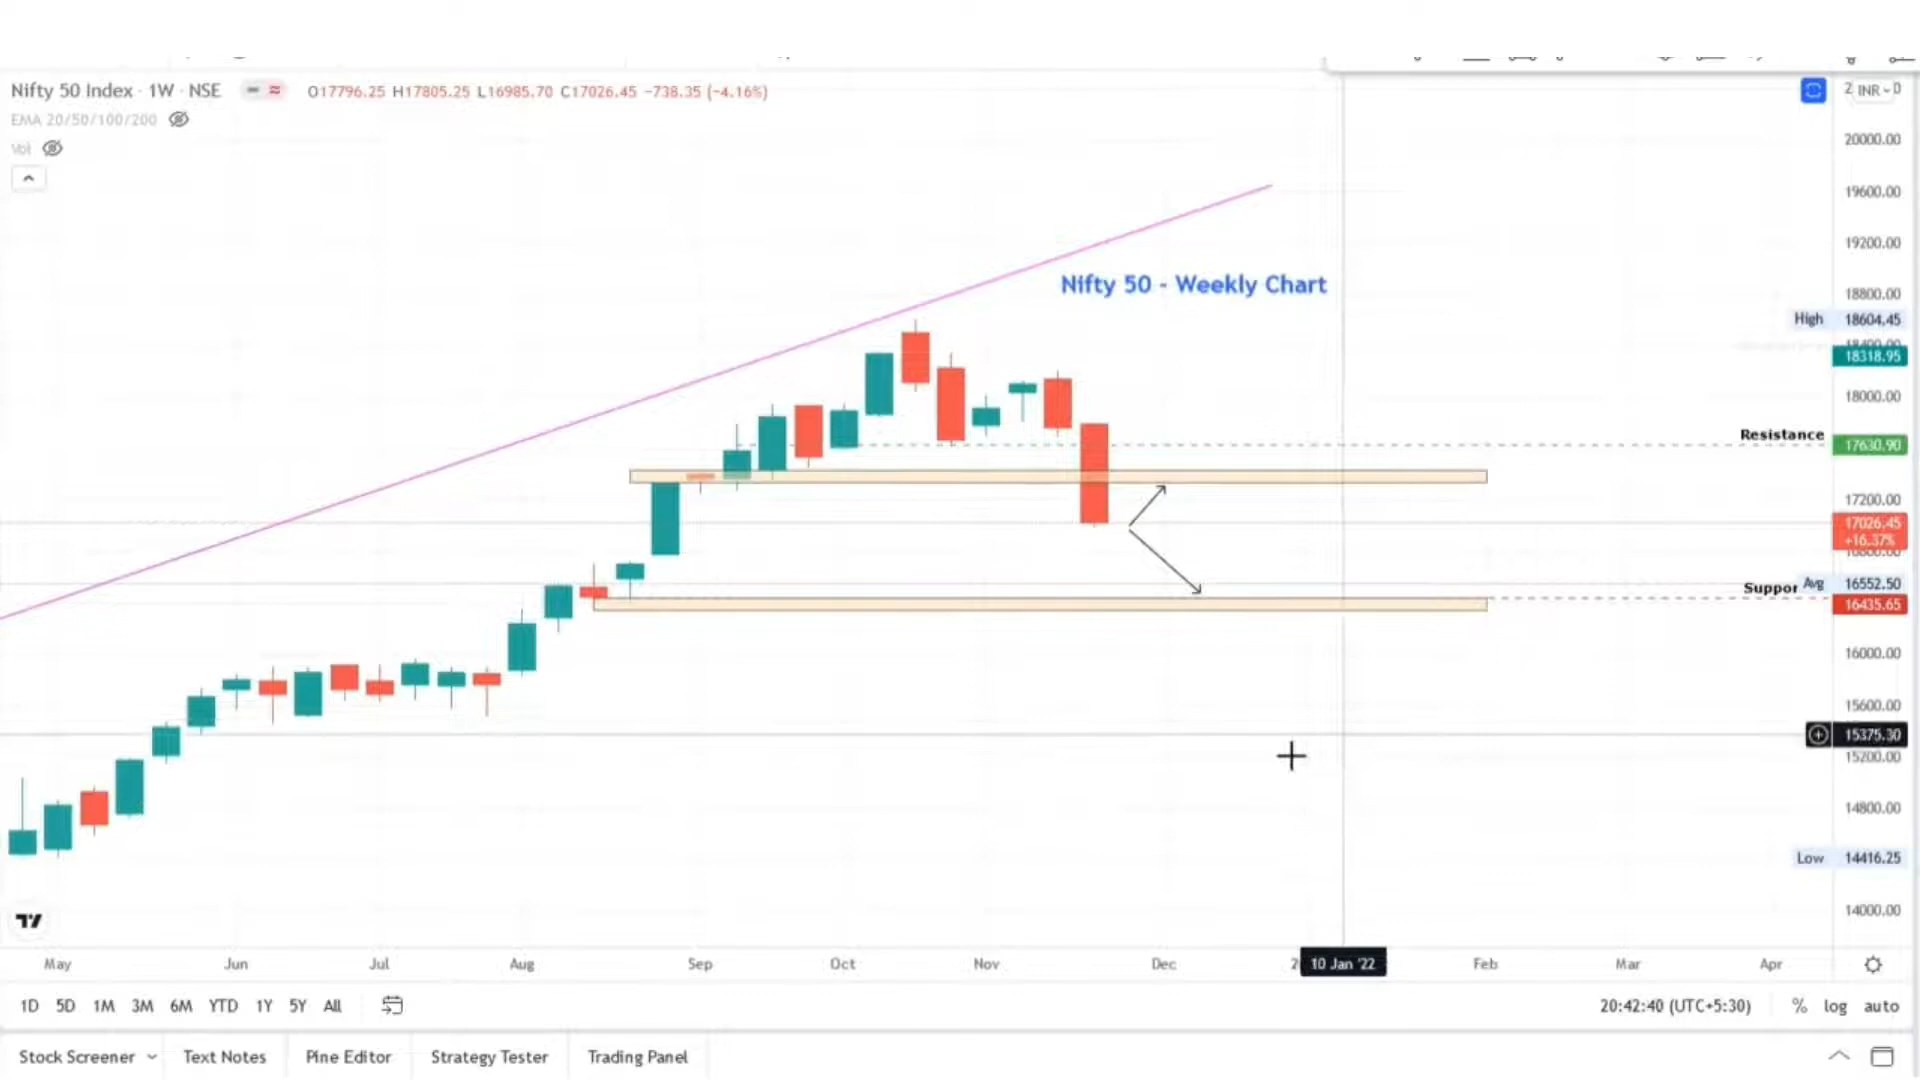 Nifty 50 Index · 1W · NSE O17796.25 H17805.25 L16985.70 C17026.45 −738.35 (−4.16%)
INR
EMA 20/50/100/200
Vol
20000.00
19600.00
19200.00
Nifty 50 - Weekly Chart
18800.00
High 18604.45
18318.95
18000.00
Resistance 17630.90
17200.00
17026.45
+16.37%
16800.00
Avg 16552.50
Suppor
16435.65
16000.00
15600.00
15375.30
15200.00
14800.00
Low 14416.25
14000.00
May Jun Jul Aug Sep Oct Nov Dec 10 Jan '22 Feb Mar Apr
1D 5D 1M 3M 6M YTD 1Y 5Y All 20:42:40 (UTC+5:30) % log auto
Stock Screener Text Notes Pine Editor Strategy Tester Trading Panel